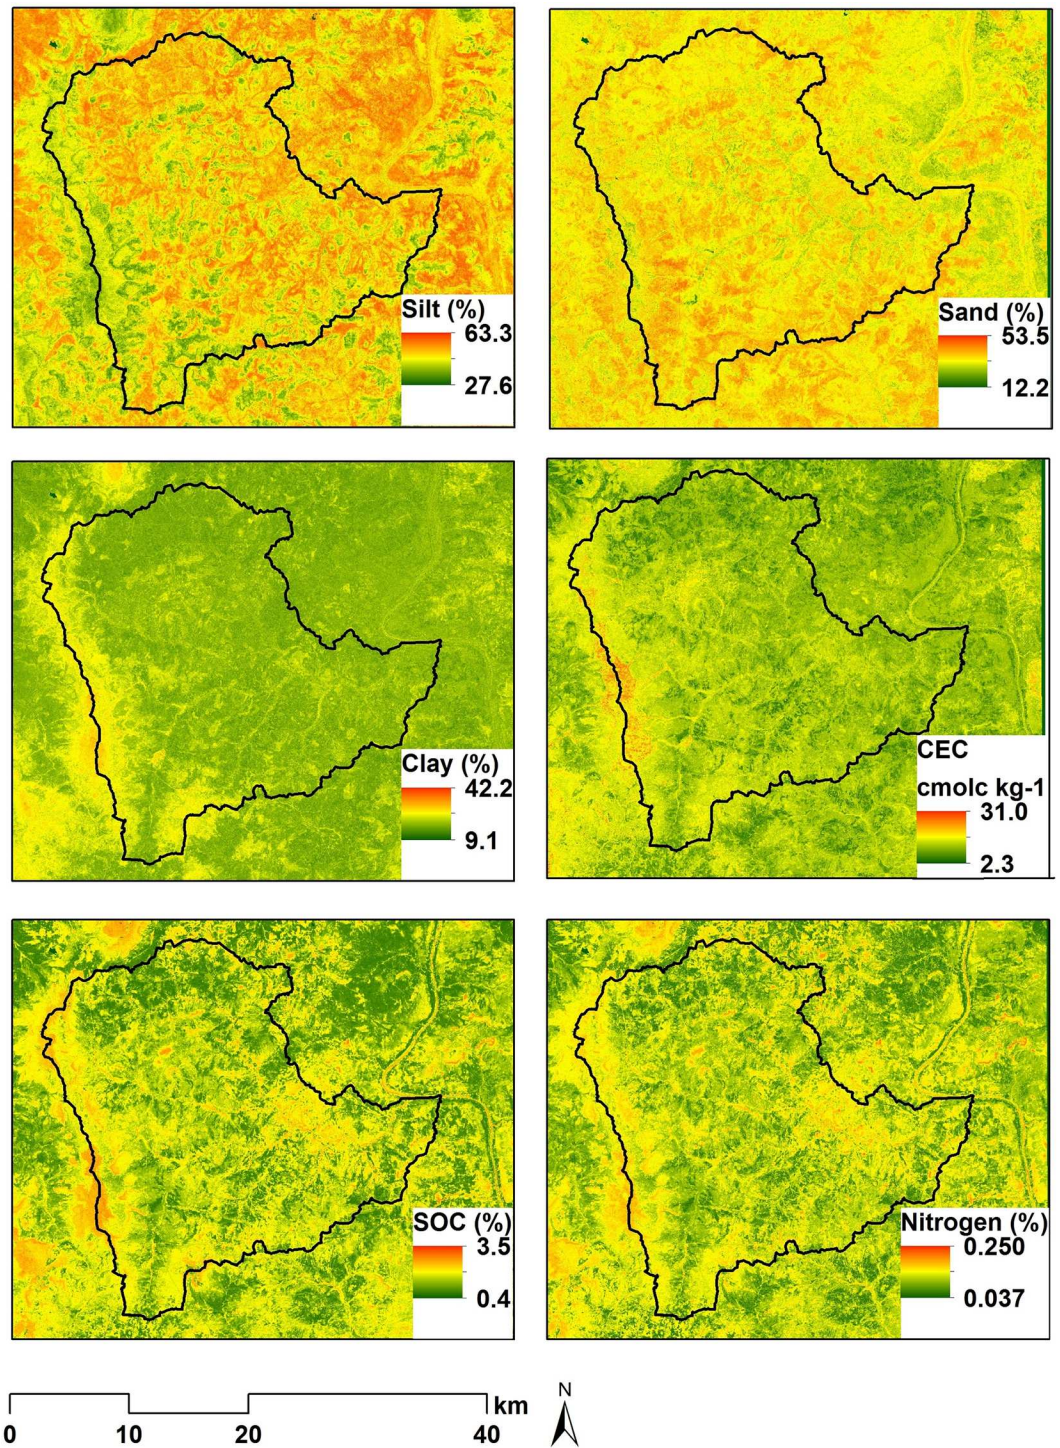 Silt (%)
63.3
27.6
Sand (%)
53.5
12.2
Clay (%)
42.2
9.1
CEC
cmolc kg-1
31.0
2.3
SOC (%)
3.5
0.4
Nitrogen (%)
0.250
0.037
km
0 10 20 40
N